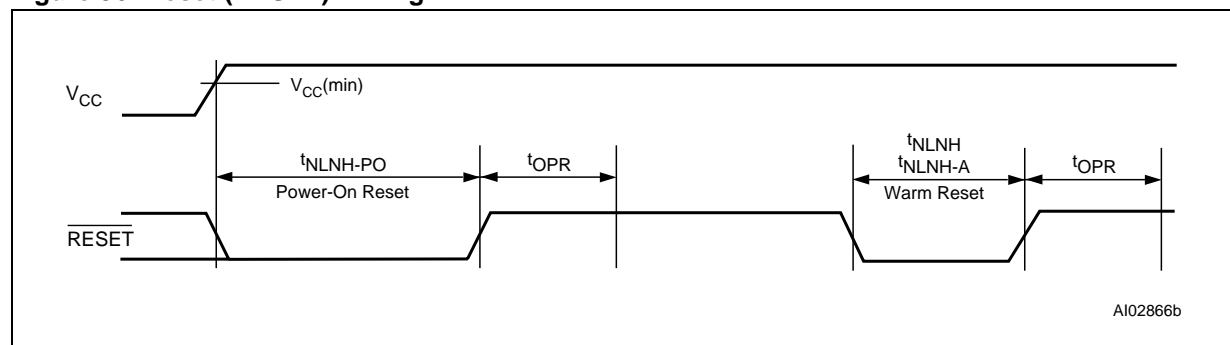 V_CC
V_CC(min)
t_NLNH-PO
Power-On Reset
t_OPR
t_NLNH
t_NLNH-A
Warm Reset
t_OPR
RESET
AI02866b